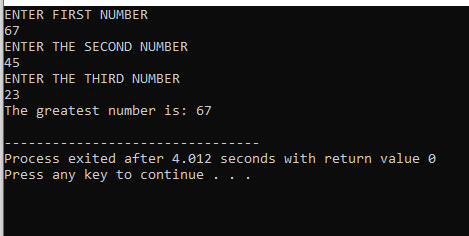 ENTER FIRST NUMBER
67
ENTER THE SECOND NUMBER
45
ENTER THE THIRD NUMBER
23
The greatest number is: 67
--------------------------------
Process exited after 4.012 seconds with return value 0
Press any key to continue . . .